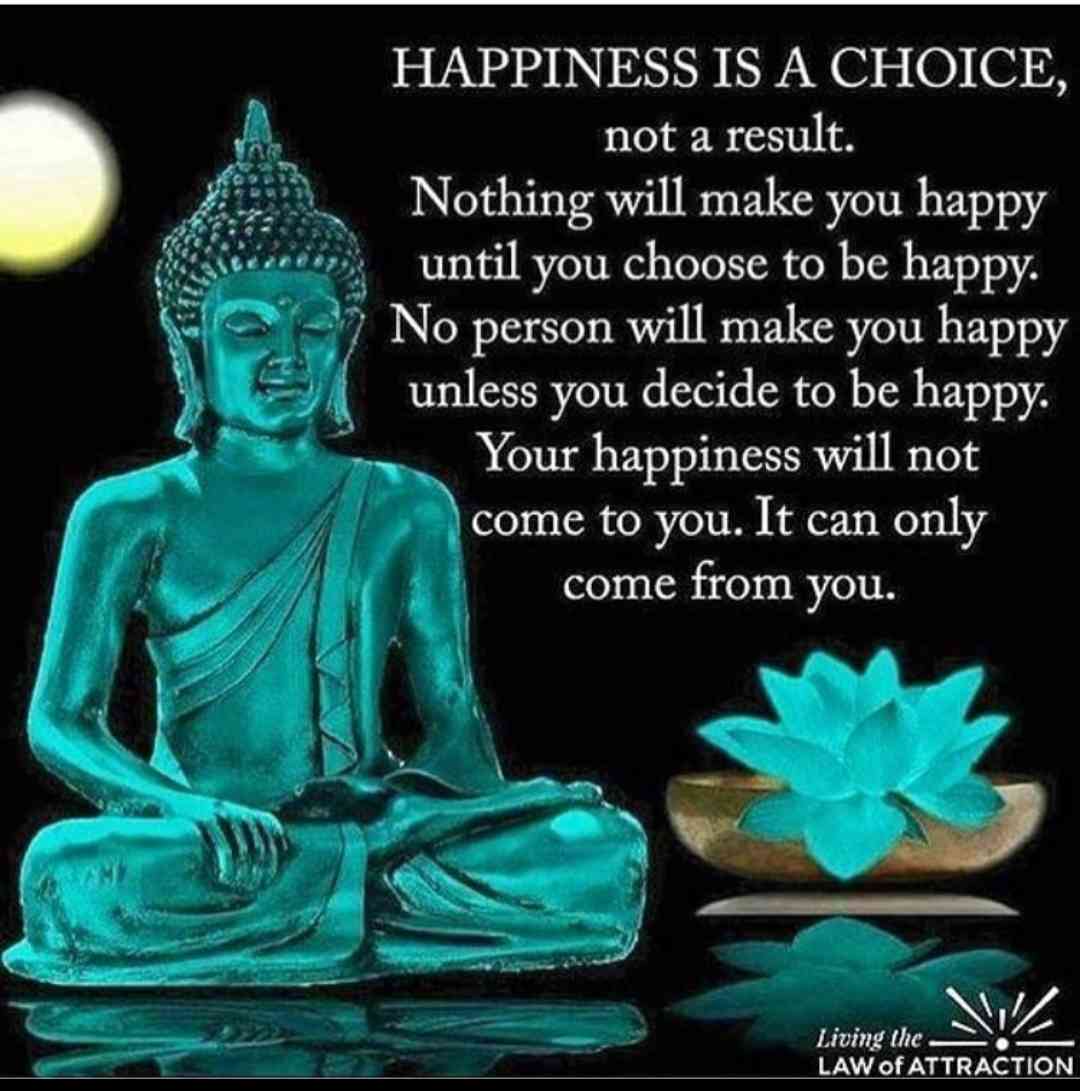 HAPPINESS IS A CHOICE,
not a result.
Nothing will make you happy
until you choose to be happy.
No person will make you happy
unless you decide to be happy.
Your happiness will not
come to you. It can only
come from you.
Living the
LAW of ATTRACTION